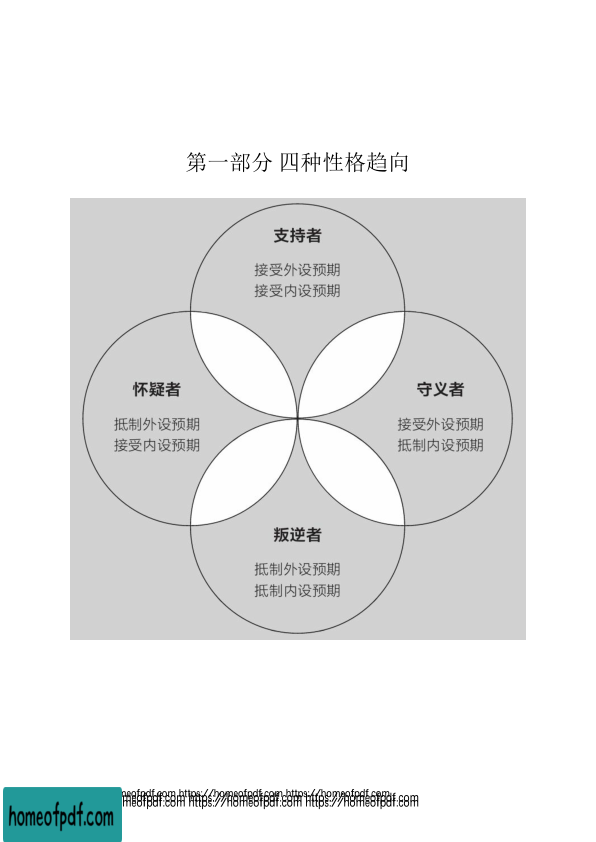 第一部分 四种性格趋向
支持者
接受外设预期
接受内设预期
怀疑者
抵制外设预期
接受内设预期
守义者
接受外设预期
抵制内设预期
叛逆者
抵制外设预期
抵制内设预期
homeofpdf.com https://homeofpdf.com https://homeofpdf.com
homeofpdf.com https://homeofpdf.com https://homeofpdf.com
homeofpdf.com